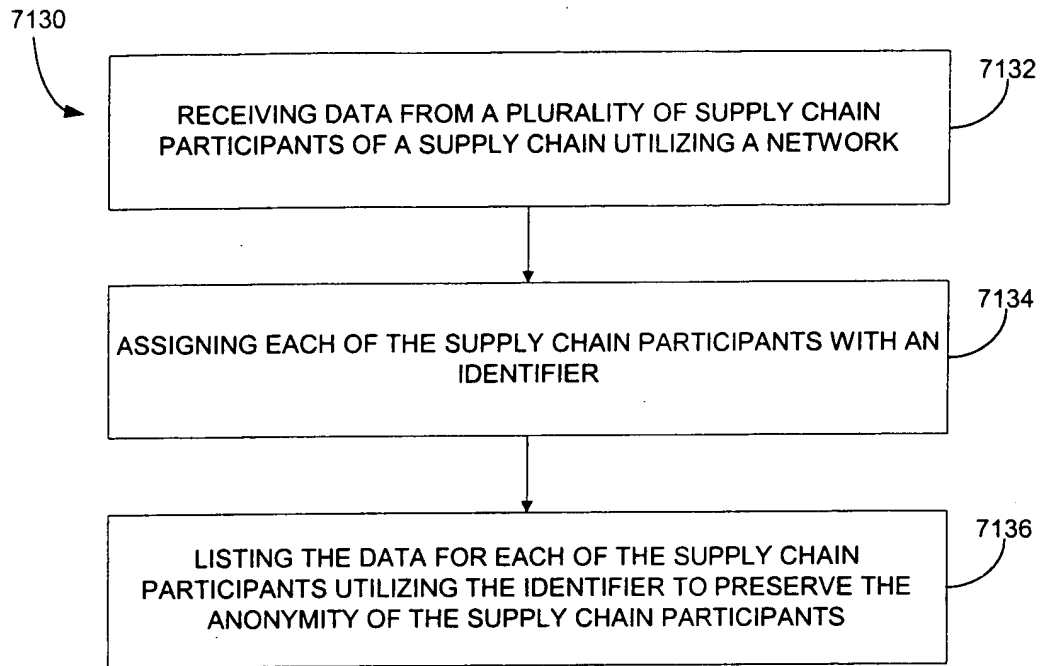 7130
7132
RECEIVING DATA FROM A PLURALITY OF SUPPLY CHAIN
PARTICIPANTS OF A SUPPLY CHAIN UTILIZING A NETWORK
7134
ASSIGNING EACH OF THE SUPPLY CHAIN PARTICIPANTS WITH AN
IDENTIFIER
7136
LISTING THE DATA FOR EACH OF THE SUPPLY CHAIN
PARTICIPANTS UTILIZING THE IDENTIFIER TO PRESERVE THE
ANONYMITY OF THE SUPPLY CHAIN PARTICIPANTS